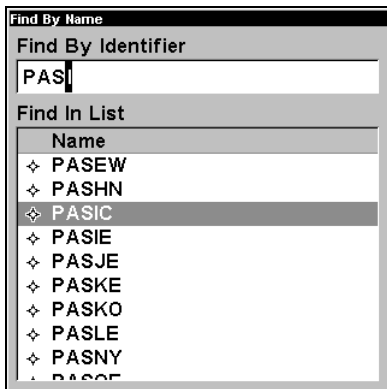 Find By Name
Find By Identifier
PASI
Find In List
Name
PASEW
PASHN
PASIC
PASIE
PASJE
PASKE
PASKO
PASLE
PASNY